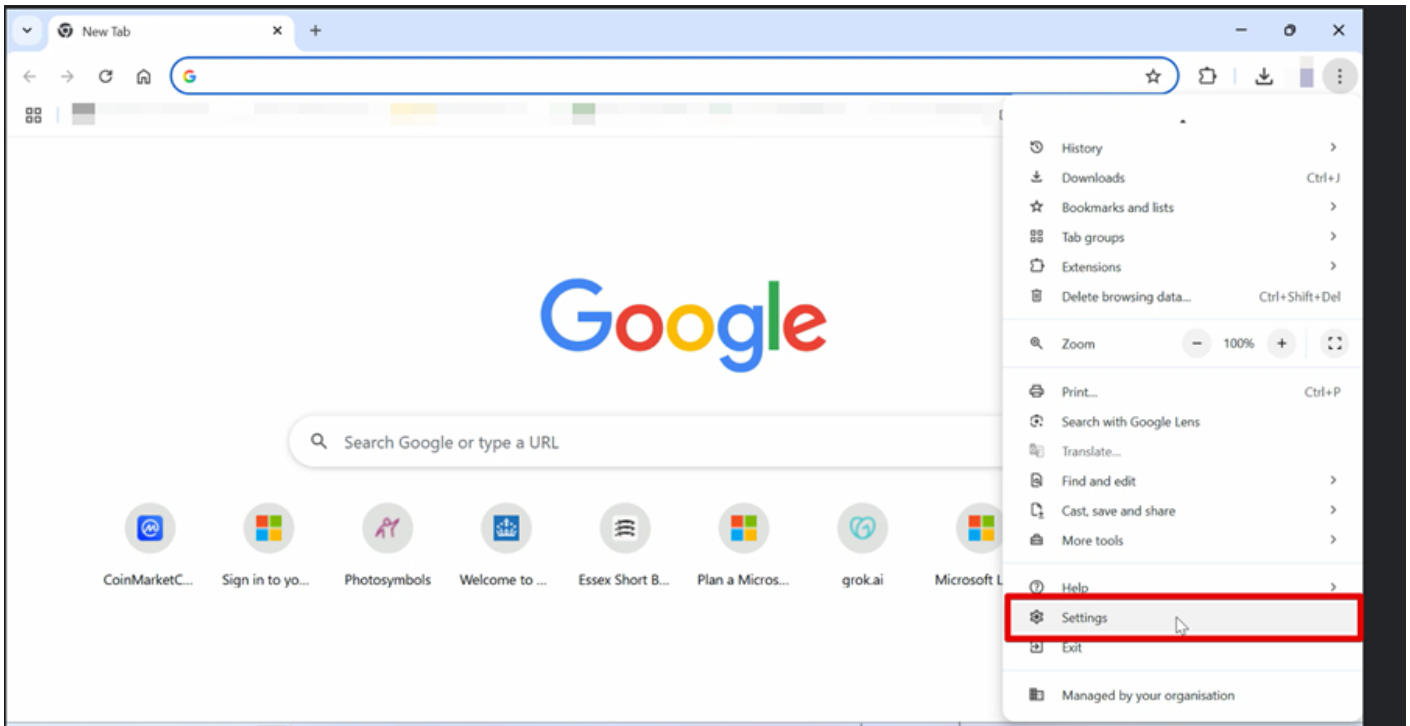 New Tab
History
Downloads Ctrl+J
Bookmarks and lists
Tab groups
Extensions
Delete browsing data... Ctrl+Shift+Del
Zoom - 100% +
Print... Ctrl+P
Search with Google Lens
Translate...
Find and edit
Cast, save and share
More tools
Help
Settings
Exit
Managed by your organisation
Google
Search Google or type a URL
CoinMarketC... Sign in to yo... Photosymbols Welcome to ... Essex Short B... Plan a Micros... grok.ai Microsoft L